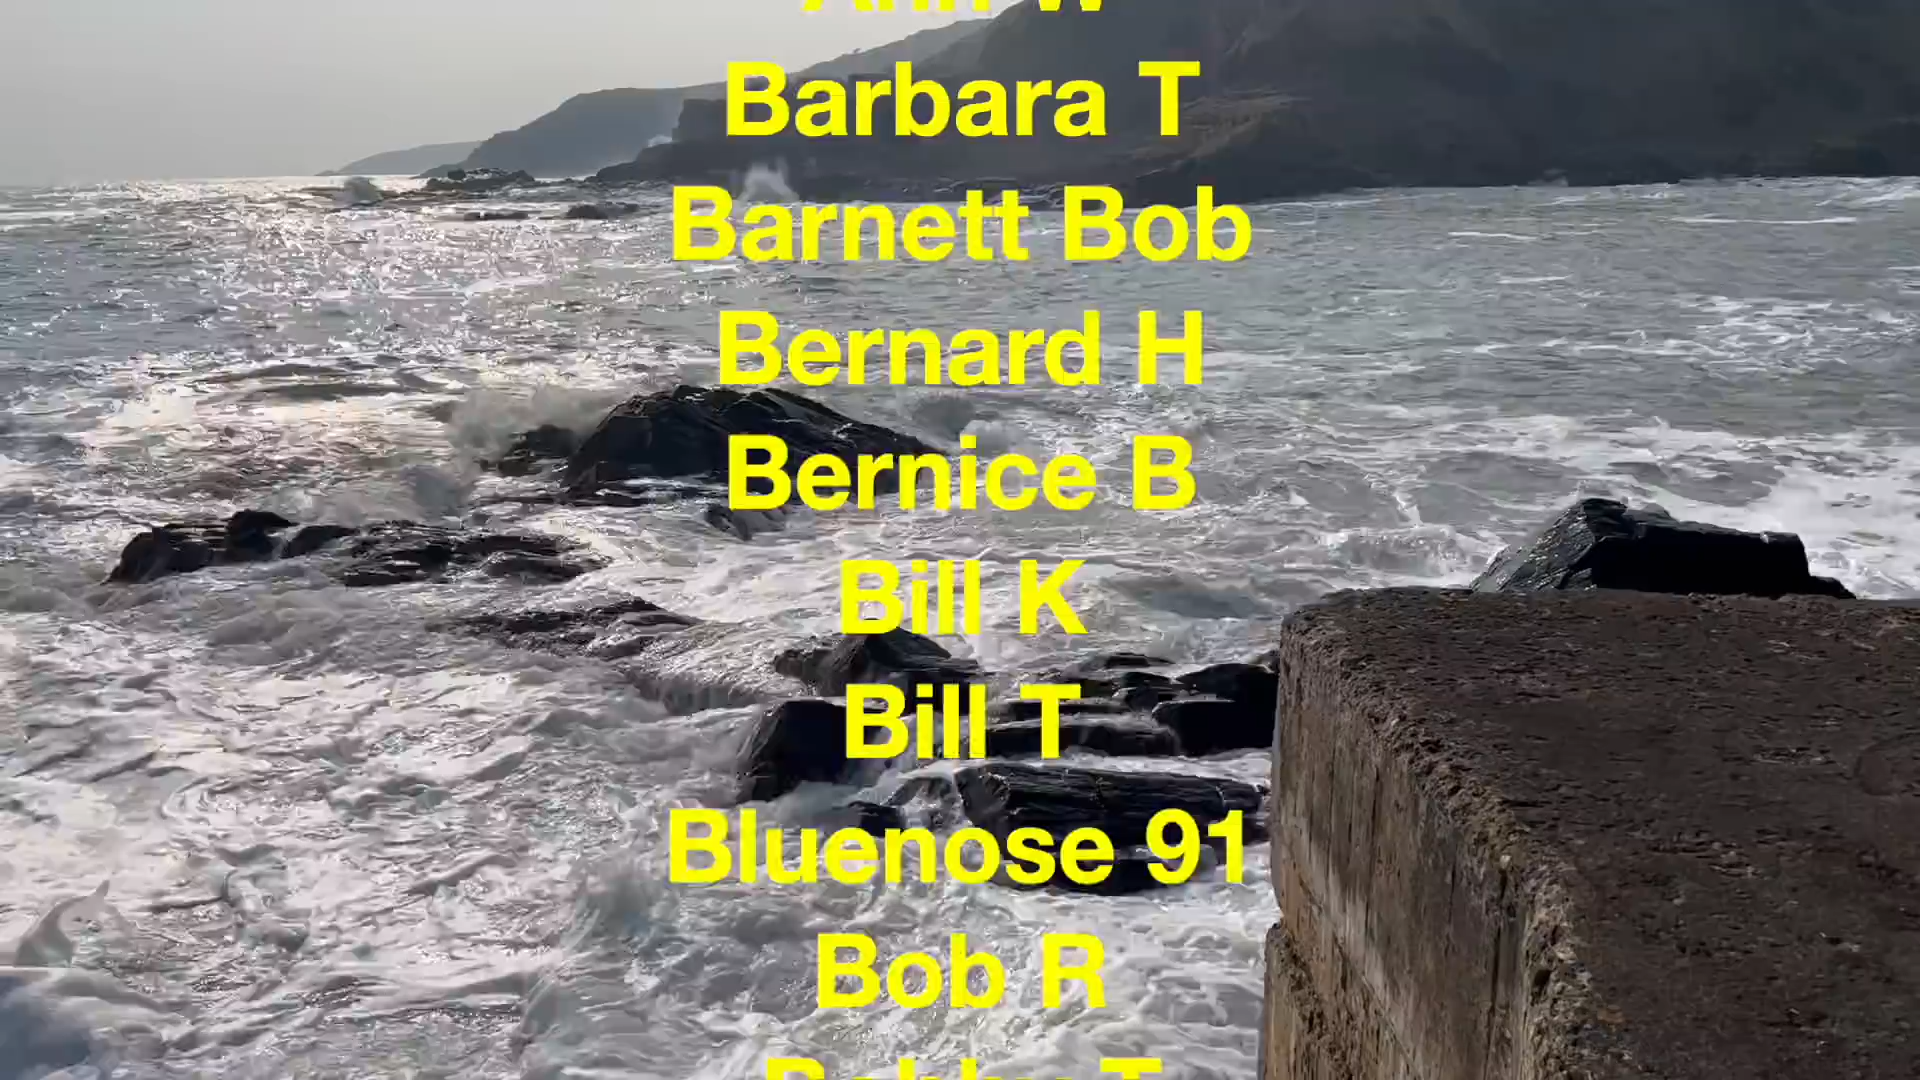 Barbara T
Barnett Bob
Bernard H
Bernice B
Bill K
Bill T
Bluenose 91
Bob R